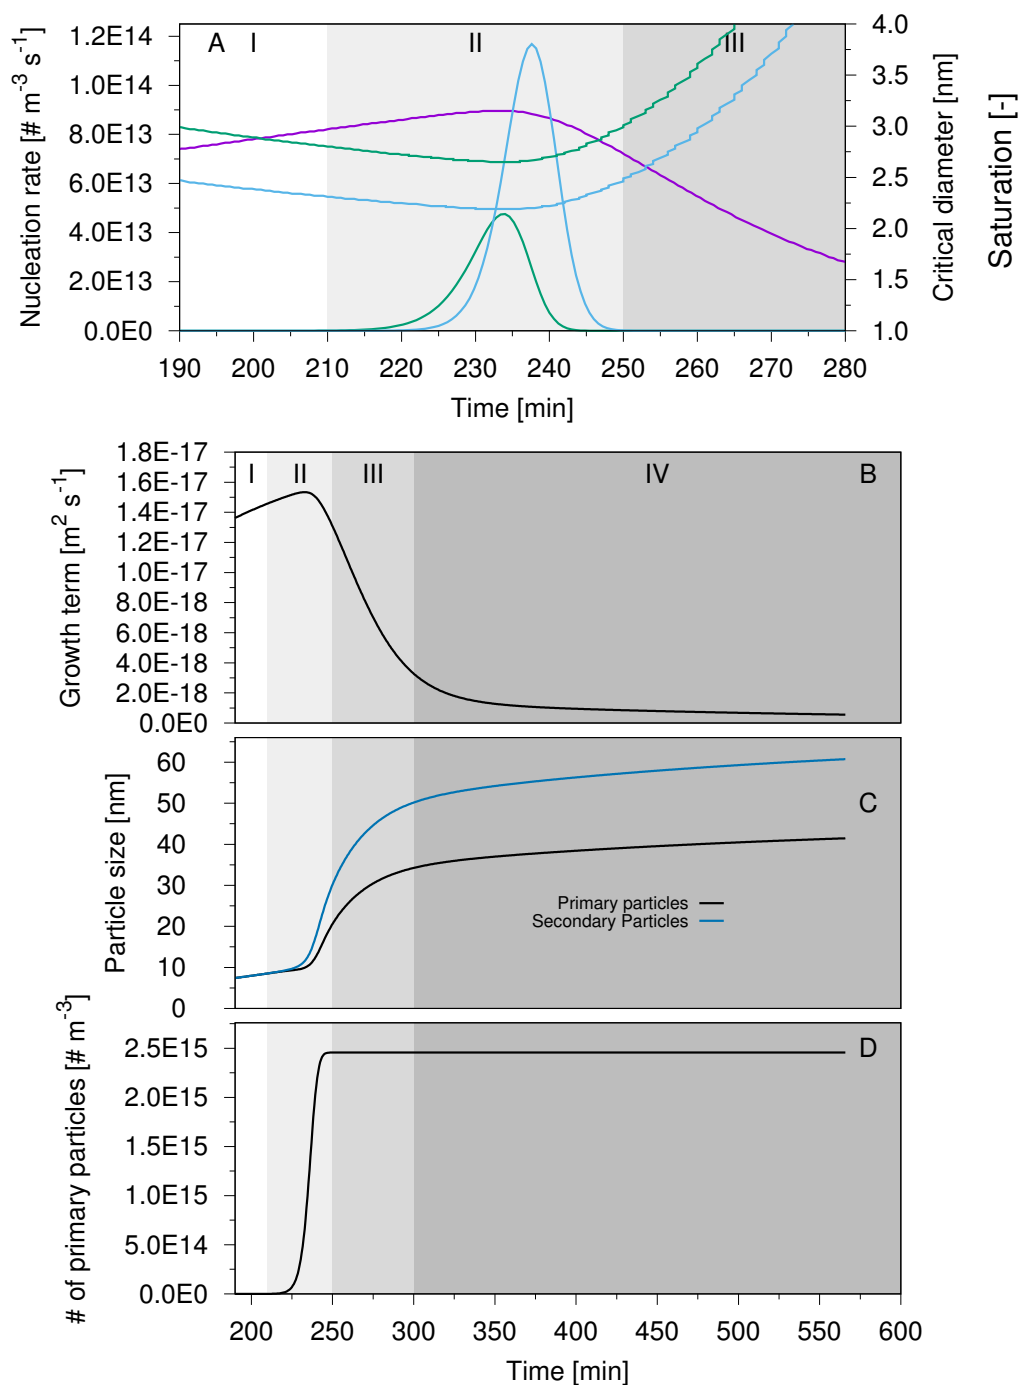 A I II III
Nucleation rate [# m-3 s-1]
1.2E14
1.0E14
8.0E13
6.0E13
4.0E13
2.0E13
0.0E0
4.0
3.5
3.0
2.5
2.0
1.5
1.0
Critical diameter [nm]
Saturation [-]
190 200 210 220 230 240 250 260 270 280
Time [min]
I II III IV B
Growth term [m2 s-1]
1.8E-17
1.6E-17
1.4E-17
1.2E-17
1.0E-17
8.0E-18
6.0E-18
4.0E-18
2.0E-18
0.0E0
Particle size [nm]
60
50
40
30
20
10
0
C
Primary particles
Secondary Particles
# of primary particles [# m-3]
2.5E15
2.0E15
1.5E15
1.0E15
5.0E14
0.0E0
D
200 250 300 350 400 450 500 550 600
Time [min]